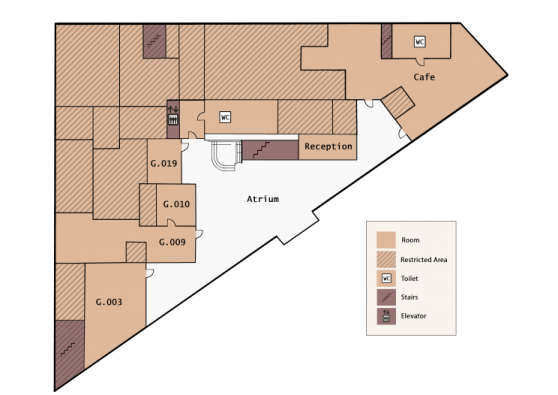 WC
Cafe
WC
Reception
G.019
Atrium
G.010
G.009
G.003
Room
Restricted Area
WC
Toilet
Stairs
Elevator